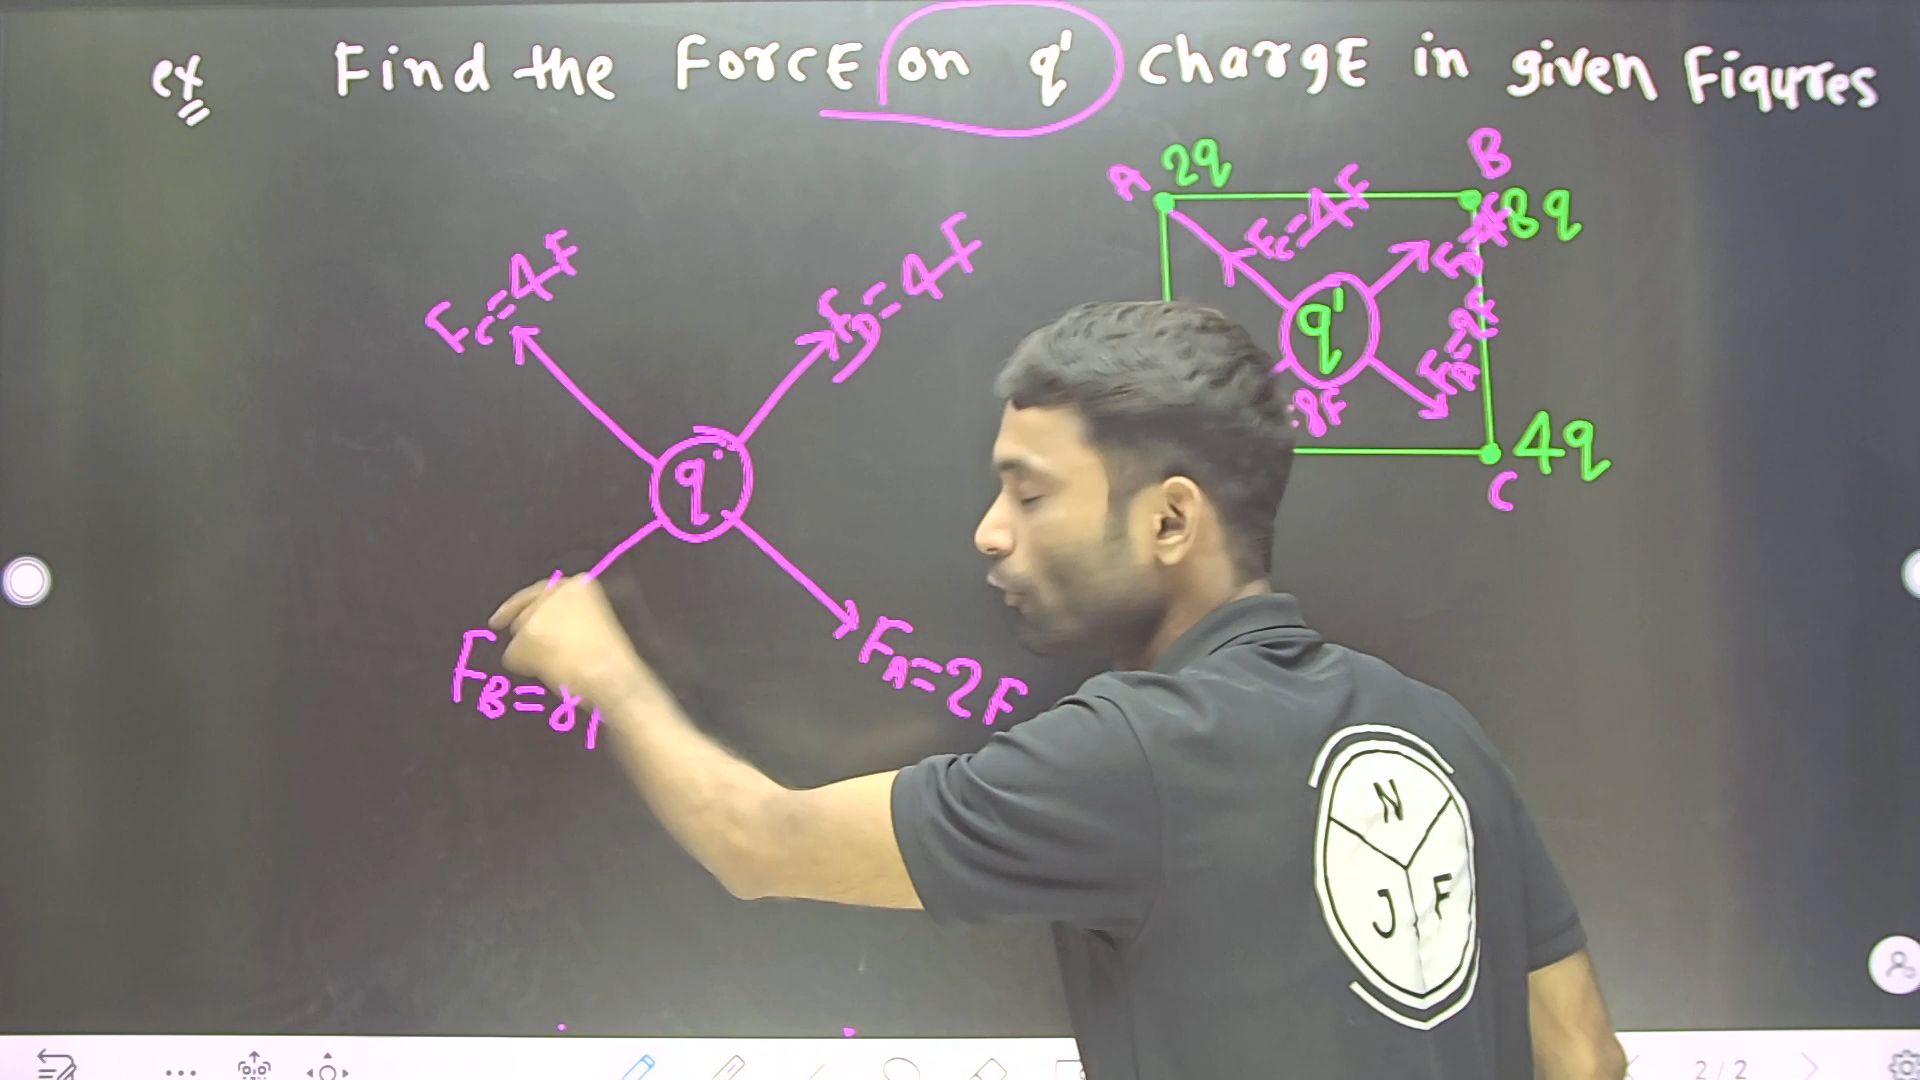 ex Find the Force on q' charge in given Figures
A 2q B
8q
Fc=4F
FD=4F
q'
FA=2F
8F
4q
C
Fc=4F
FD=4F
q'
FB=8F
FA=2F
N
J F
2/2